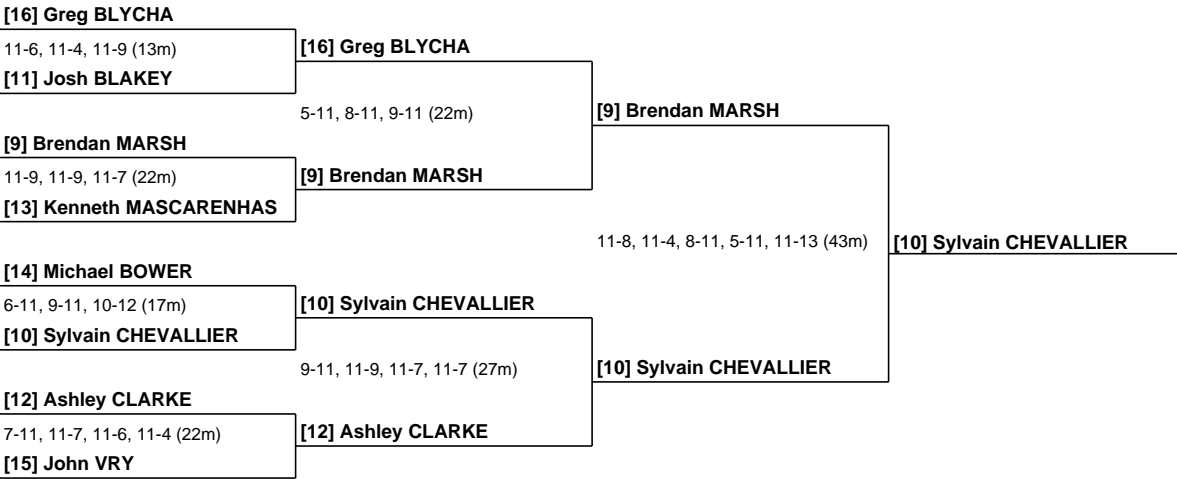 [16] Greg BLYCHA
11-6, 11-4, 11-9 (13m)
[11] Josh BLAKEY
[9] Brendan MARSH
11-9, 11-9, 11-7 (22m)
[13] Kenneth MASCARENHAS
[14] Michael BOWER
6-11, 9-11, 10-12 (17m)
[10] Sylvain CHEVALLIER
[12] Ashley CLARKE
7-11, 11-7, 11-6, 11-4 (22m)
[15] John VRY
[16] Greg BLYCHA
5-11, 8-11, 9-11 (22m)
[9] Brendan MARSH
[10] Sylvain CHEVALLIER
9-11, 11-9, 11-7, 11-7 (27m)
[12] Ashley CLARKE
[9] Brendan MARSH
11-8, 11-4, 8-11, 5-11, 11-13 (43m)
[10] Sylvain CHEVALLIER
[10] Sylvain CHEVALLIER